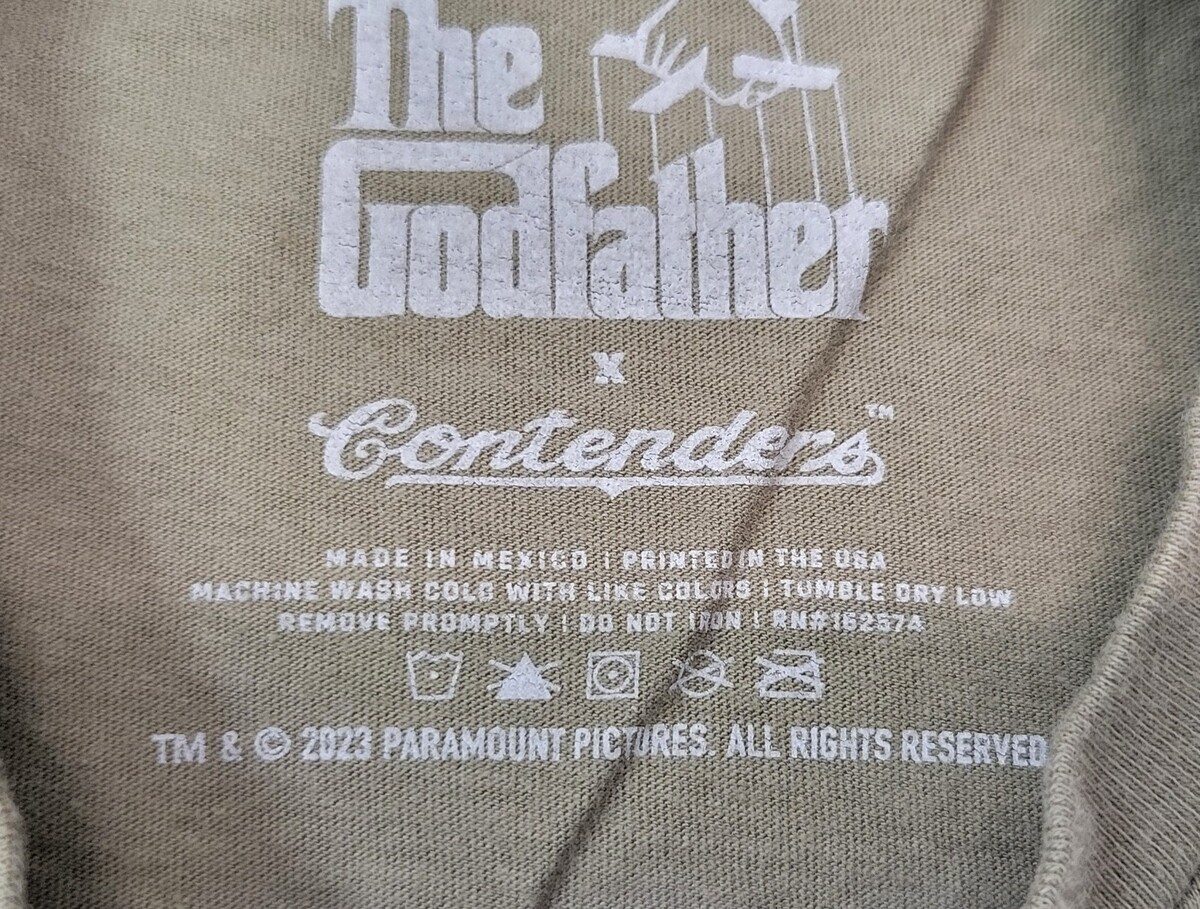 The
Godfather
X
Contenders™
MADE IN MEXICO | PRINTED IN THE USA
MACHINE WASH COLD WITH LIKE COLORS | TUMBLE DRY LOW
REMOVE PROMPTLY | DO NOT IRON | RN#162574
TM & © 2023 PARAMOUNT PICTURES. ALL RIGHTS RESERVED